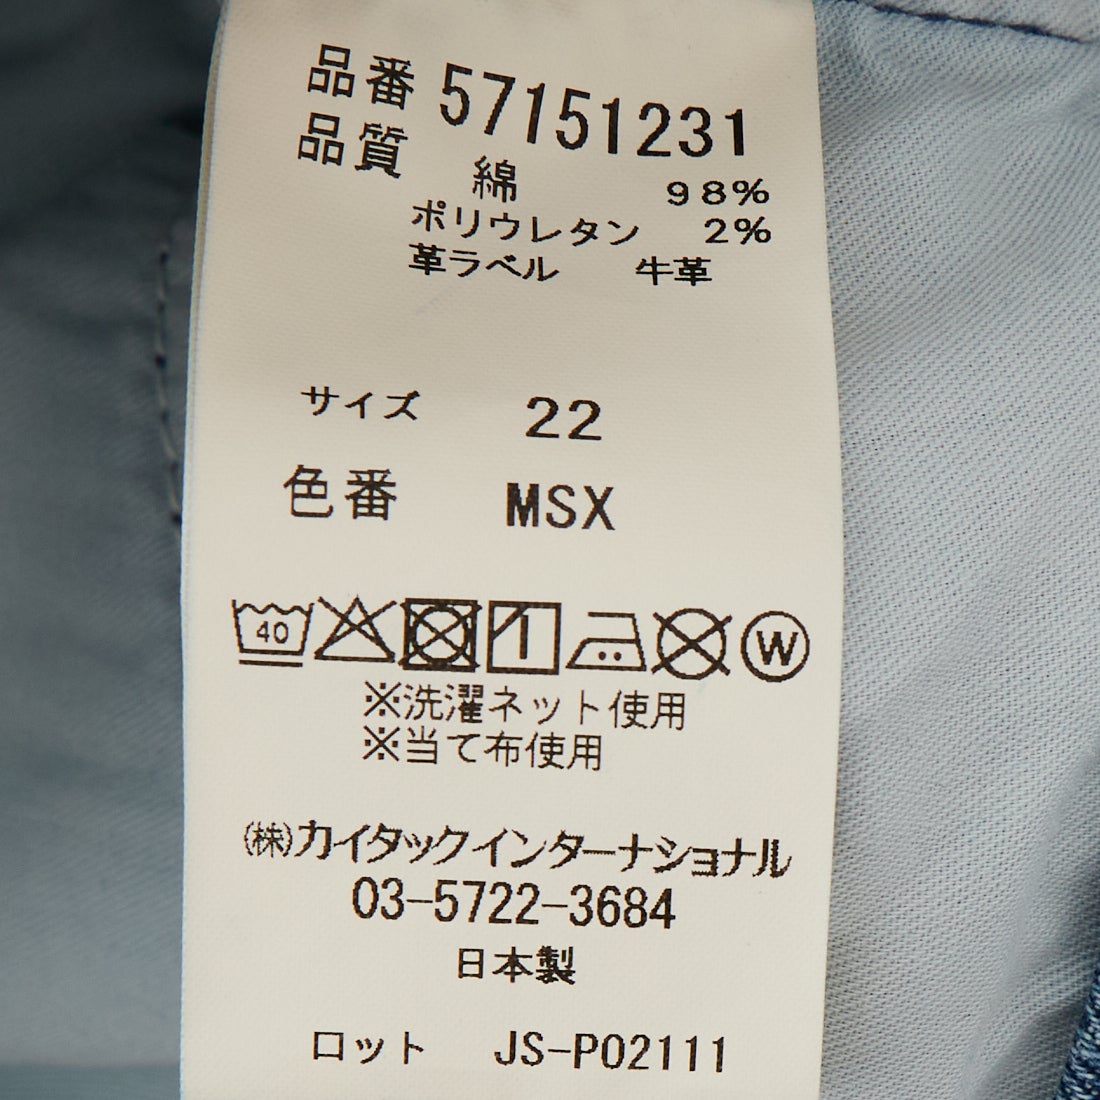 品番 57151231
品質 綿 98%
ポリウレタン 2%
革ラベル 牛革
サイズ 22
色番 MSX
40 W
※洗濯ネット使用
※当て布使用
㈱カイタックインターナショナル
03-5722-3684
日本製
ロット JS-P02111